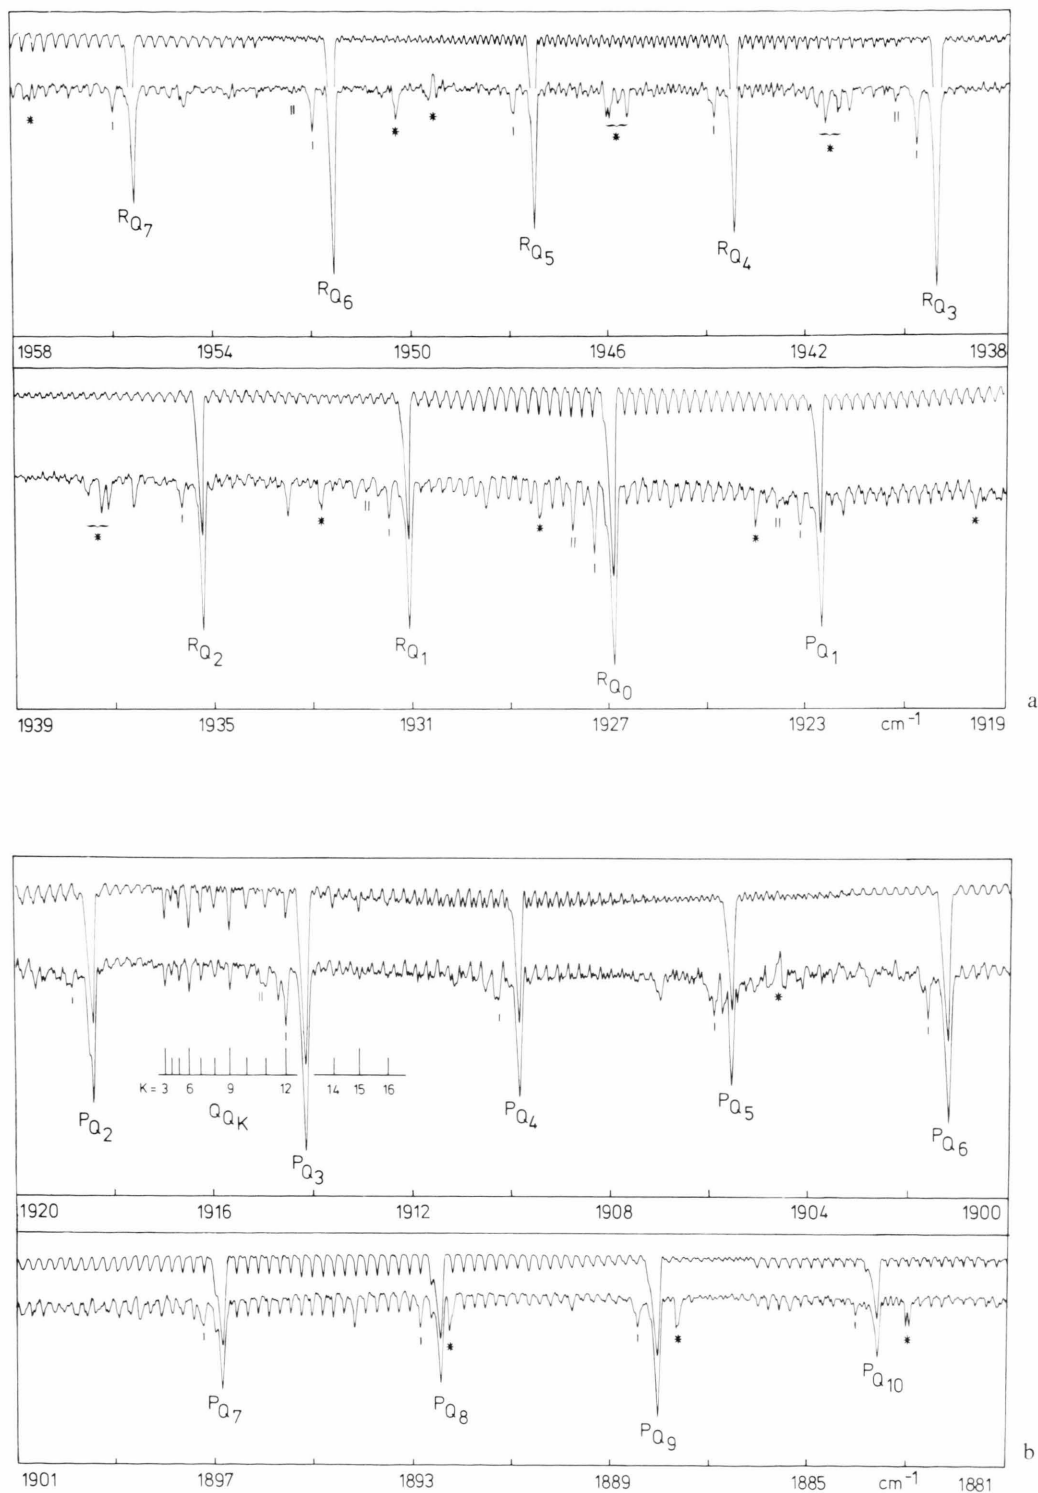 * * * * *
RQ7
RQ6
RQ5
RQ4
RQ3
1958 1954 1950 1946 1942 1938
* * * * *
RQ2
RQ1
RQ0
PQ1
1939 1935 1931 1927 1923 cm-1 1919
a
*
K = 3 6 9 12 14 15 16
QQK
PQ2
PQ3
PQ4
PQ5
PQ6
1920 1916 1912 1908 1904 1900
* * *
PQ7
PQ8
PQ9
PQ10
1901 1897 1893 1889 1885 cm-1 1881
b